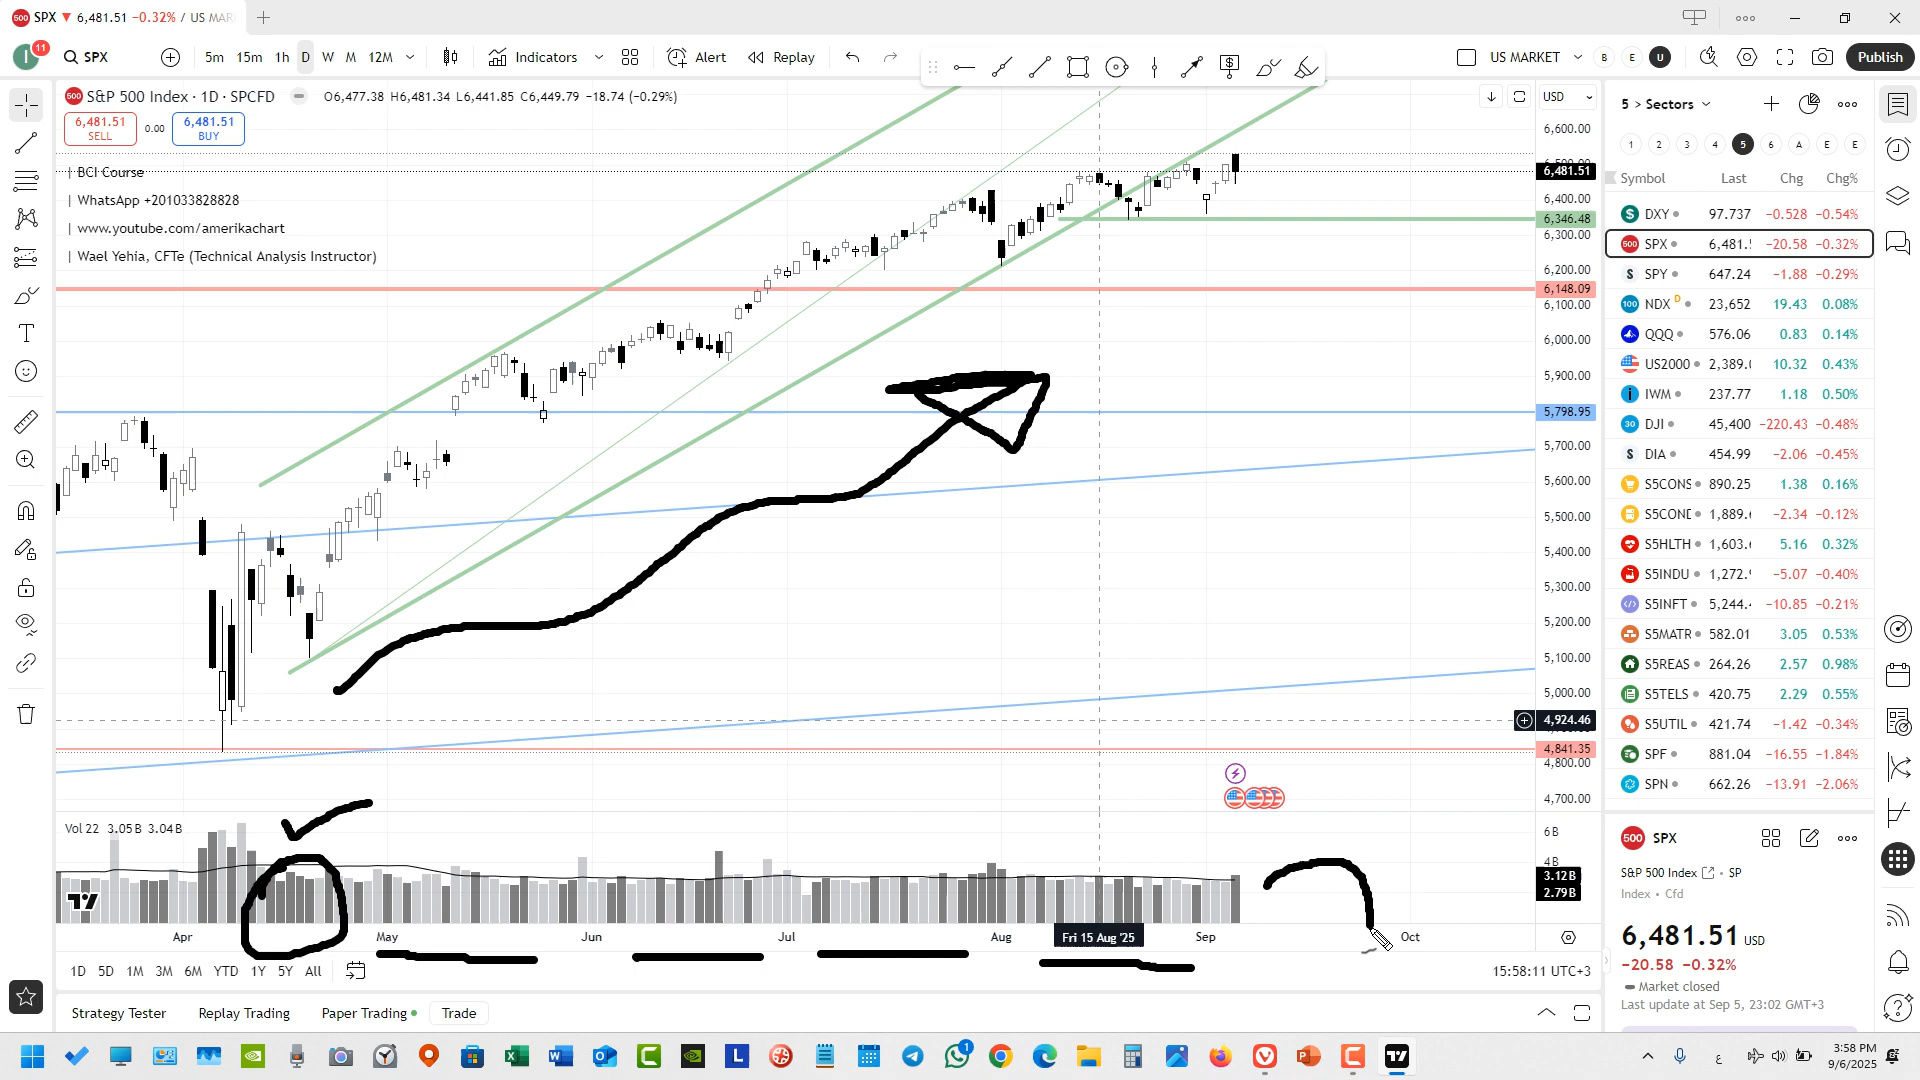 SPX ▼ 6,481.51 −0.32% / US MAR
11
SPX
5m 15m 1h D W M 12M
Indicators
Alert
Replay
US MARKET
B E U
Publish
S&P 500 Index · 1D · SPCFD
O6,477.38 H6,481.34 L6,441.85 C6,449.79 −18.74 (−0.29%)
6,481.51 SELL
0.00
6,481.51 BUY
| BCI Course
| WhatsApp +201033828828
| www.youtube.com/amerikachart
| Wael Yehia, CFTe (Technical Analysis Instructor)
USD
6,600.00
6,481.51
6,400.00
6,346.48
6,300.00
6,200.00
6,148.09
6,100.00
6,000.00
5,900.00
5,798.95
5,700.00
5,600.00
5,500.00
5,400.00
5,300.00
5,200.00
5,100.00
5,000.00
4,924.46
4,841.35
4,800.00
4,700.00
Vol 22 3.05B 3.04B
6B
4B
3.12B
2.79B
Apr May Jun Jul Aug Fri 15 Aug '25 Sep Oct
1D 5D 1M 3M 6M YTD 1Y 5Y All
15:58:11 UTC+3
Strategy Tester Replay Trading Paper Trading Trade
5 > Sectors
1 2 3 4 5 6 A E E
Symbol Last Chg Chg%
DXY 97.737 −0.528 −0.54%
SPX 6,481.! −20.58 −0.32%
SPY 647.24 −1.88 −0.29%
NDX D 23,652 19.43 0.08%
QQQ 576.06 0.83 0.14%
US2000 2,389.( 10.32 0.43%
IWM 237.77 1.18 0.50%
DJI 45,400 −220.43 −0.48%
DIA 454.99 −2.06 −0.45%
S5CONS 890.25 1.38 0.16%
S5COND 1,889.( −2.34 −0.12%
S5HLTH 1,603.( 5.16 0.32%
S5INDU 1,272. −5.07 −0.40%
S5INFT 5,244. −10.85 −0.21%
S5MATR 582.01 3.05 0.53%
S5REAS 264.26 2.57 0.98%
S5TELS 420.75 2.29 0.55%
S5UTIL 421.74 −1.42 −0.34%
SPF 881.04 −16.55 −1.84%
SPN 662.26 −13.91 −2.06%
SPX
S&P 500 Index · SP
Index · Cfd
6,481.51 USD
−20.58 −0.32%
Market closed
Last update at Sep 5, 23:02 GMT+3
1
ع
3:58 PM
9/6/2025